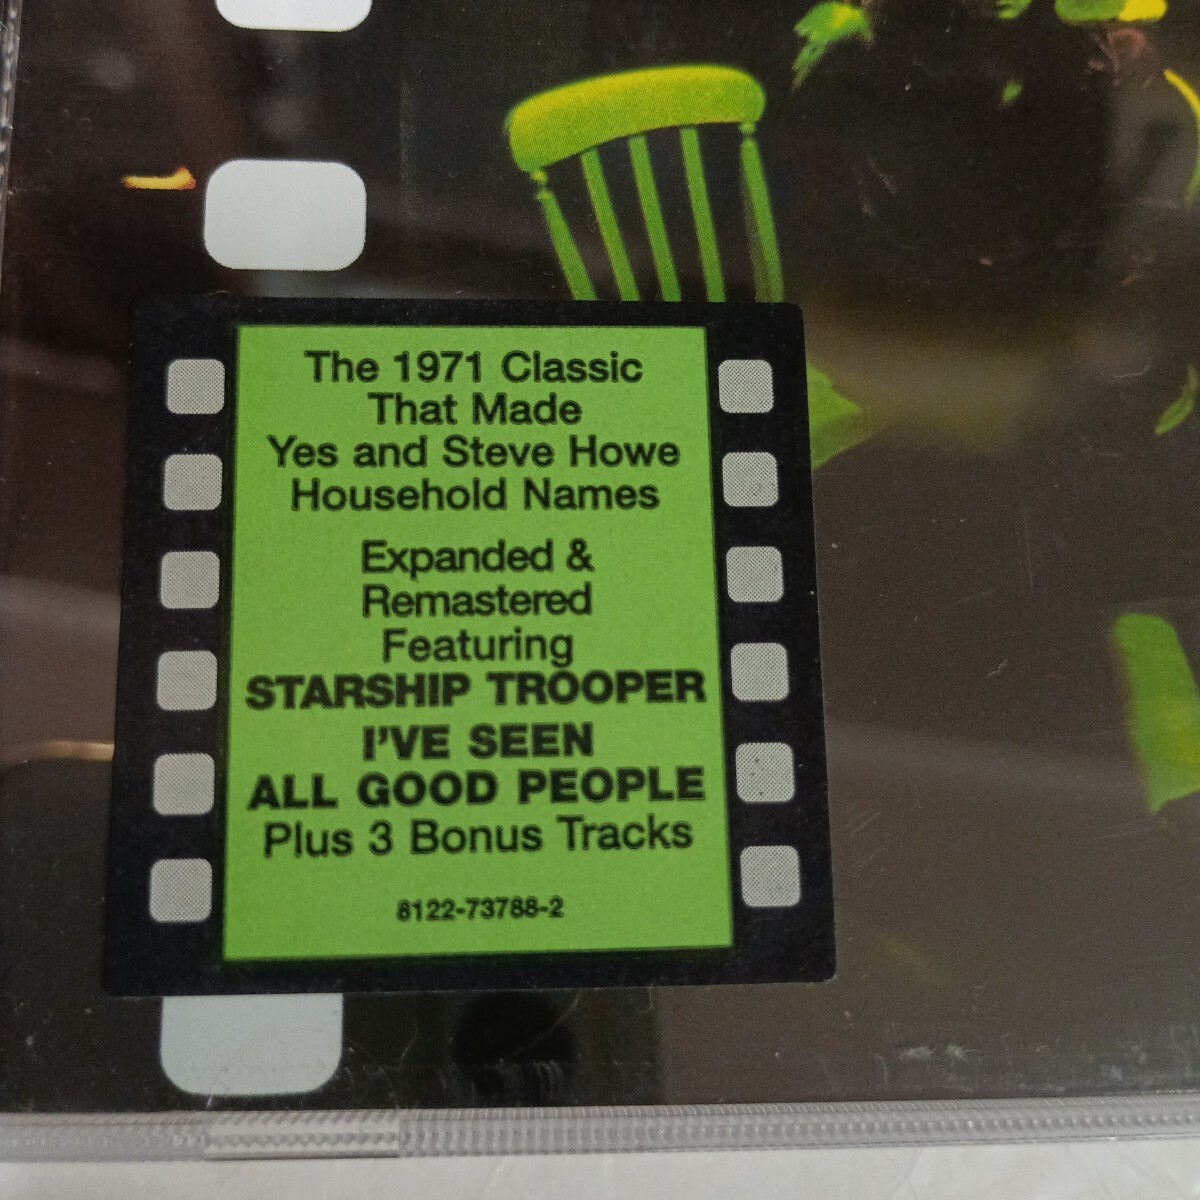 The 1971 Classic
That Made
Yes and Steve Howe
Household Names
Expanded &
Remastered
Featuring
STARSHIP TROOPER
I'VE SEEN
ALL GOOD PEOPLE
Plus 3 Bonus Tracks
8122-73788-2